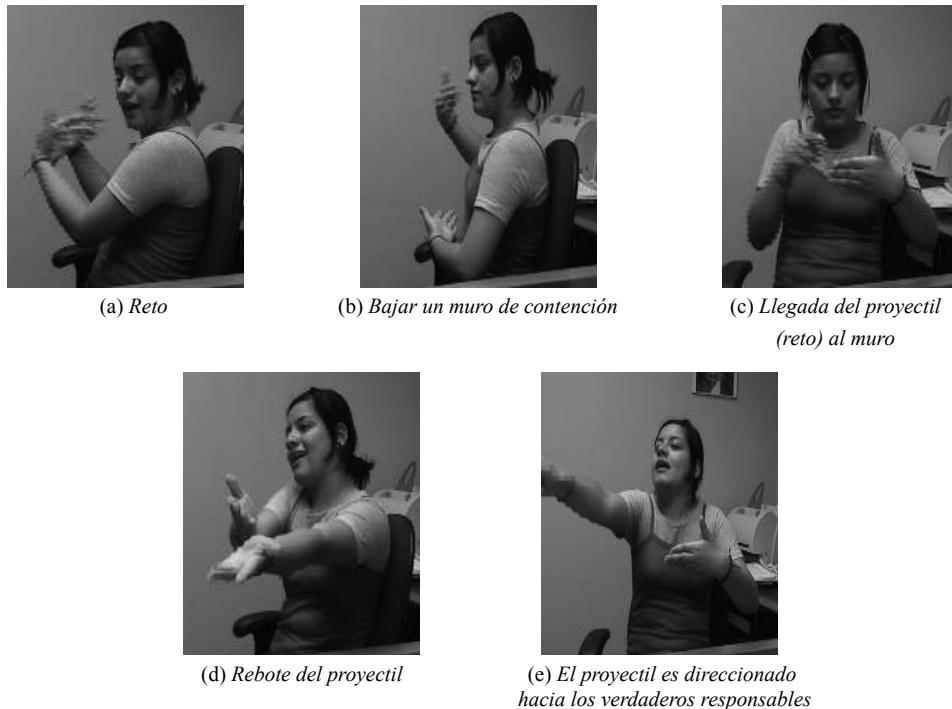 (a) Reto
(b) Bajar un muro de contención
(c) Llegada del proyectil
(reto) al muro
(d) Rebote del proyectil
(e) El proyectil es direccionado
hacia los verdaderos responsables